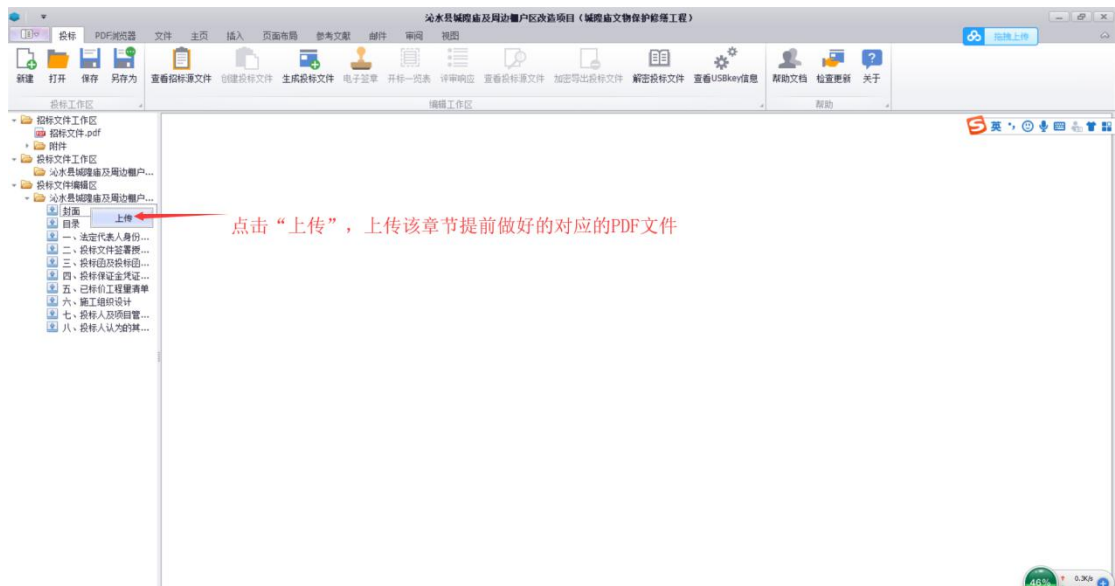 沁水县城隍庙及周边棚户区改造项目（城隍庙文物保护修缮工程）
投标 PDF浏览器 文件 主页 插入 页面布局 参考文献 邮件 审阅 视图 拖拽上传
新建 打开 保存 另存为 查看招标源文件 创建投标文件 生成投标文件 电子签章 开标一览表 评审响应 查看投标源文件 加密导出投标文件 解密投标文件 查看USBkey信息 帮助文档 检查更新 关于
投标工作区 编辑工作区 帮助
招标文件工作区
招标文件.pdf
附件
投标文件工作区
沁水县城隍庙及周边棚户...
投标文件编辑区
沁水县城隍庙及周边棚户...
封面
上传
目录
一、法定代表人身份...
二、投标文件签署授...
三、投标函及投标函...
四、投标保证金凭证...
五、已标价工程量清单
六、施工组织设计
七、投标人及项目管...
八、投标人认为的其...
点击“上传”，上传该章节提前做好的对应的PDF文件
英
46% 0.3K/s